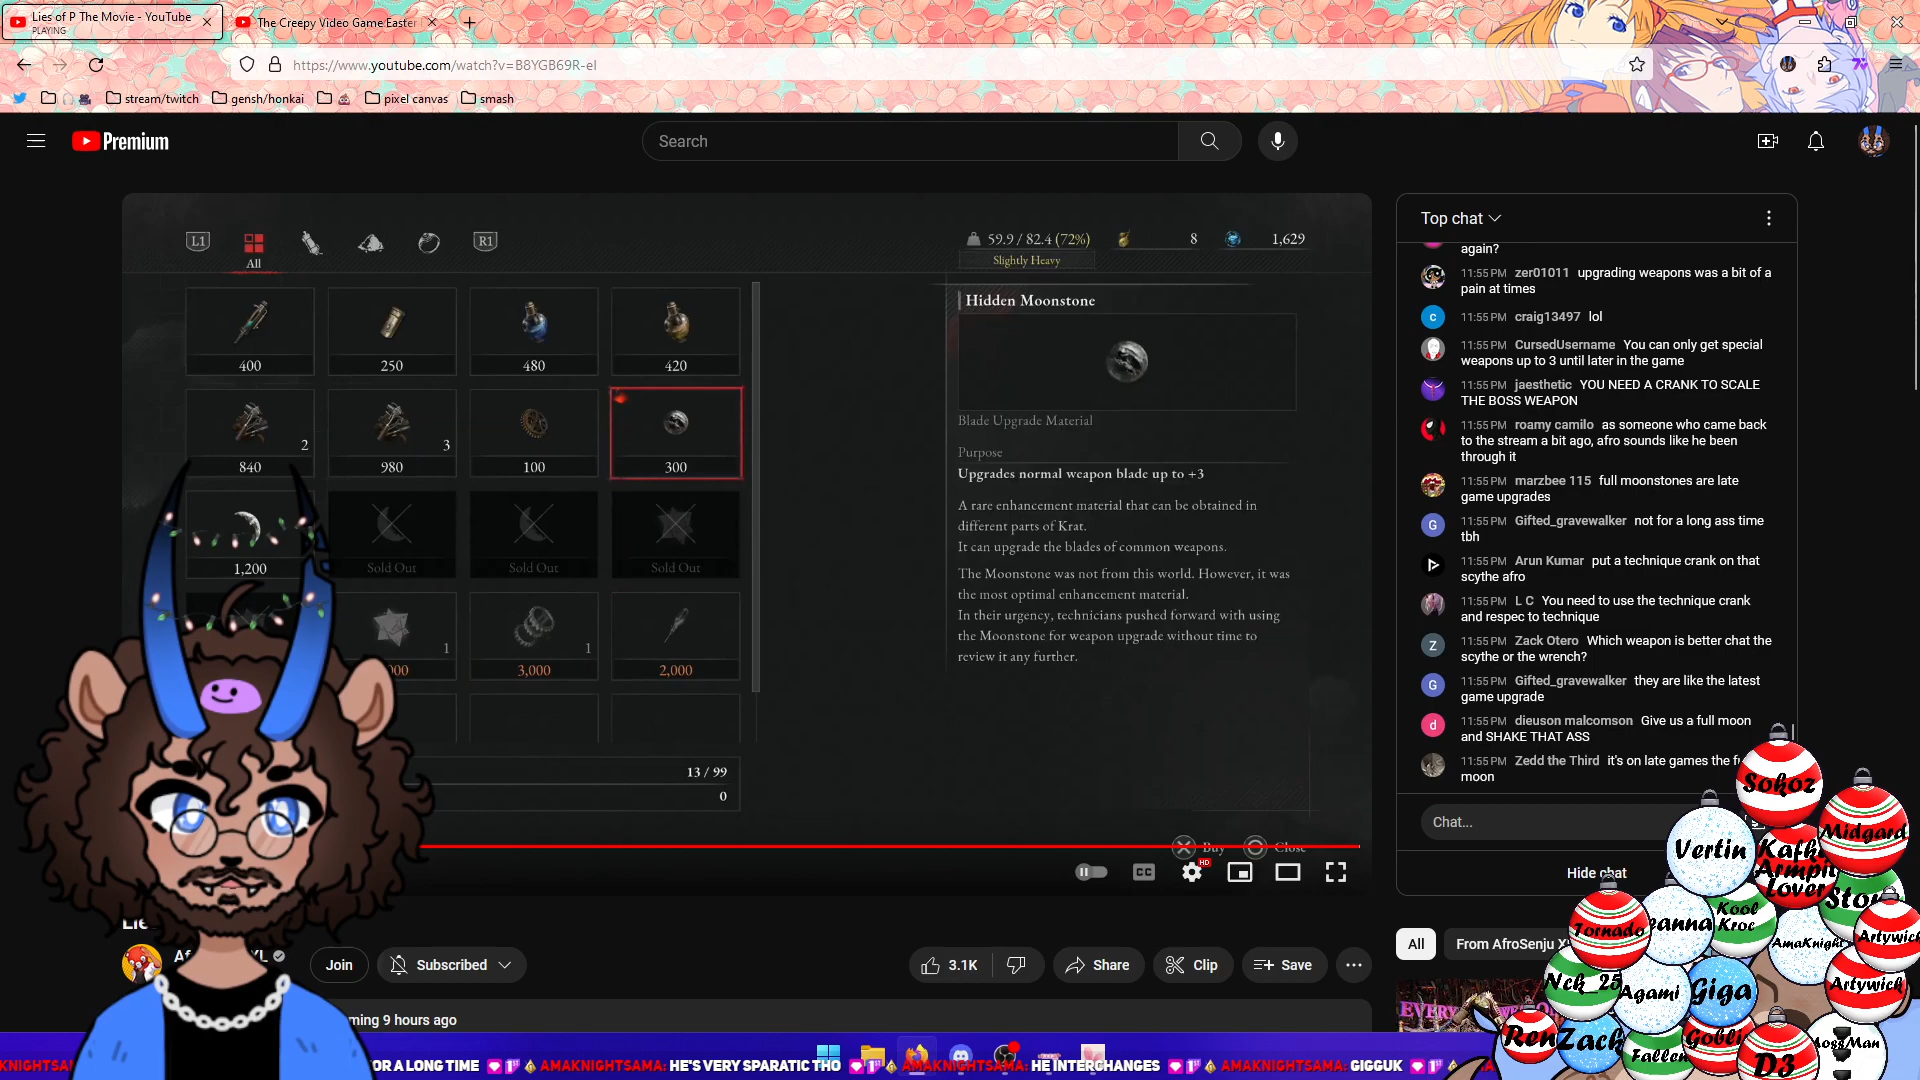 Lies of P The Movie - YouTube
PLAYING
The Creepy Video Game Easter
https://www.youtube.com/watch?v=B8YGB69R-eI
stream/twitch
gensh/honkai
pixel canvas
smash
Premium
Search
L1
R1
All
59.9 / 82.4 (72%)
8
1,629
Slightly Heavy
400
250
480
420
2
840
3
980
100
300
1,200
Sold Out
Sold Out
Sold Out
1
1
3,000
2,000
13 / 99
0
Hidden Moonstone
Blade Upgrade Material
Purpose
Upgrades normal weapon blade up to +3
A rare enhancement material that can be obtained in
different parts of Krat.
It can upgrade the blades of common weapons.
The Moonstone was not from this world. However, it was
the most optimal enhancement material.
In their urgency, technicians pushed forward with using
the Moonstone for weapon upgrade without time to
review it any further.
Buy
Close
CC
HD
Top chat
again?
11:55 PM zer01011 upgrading weapons was a bit of a
pain at times
c
11:55 PM craig13497 lol
11:55 PM CursedUsername You can only get special
weapons up to 3 until later in the game
11:55 PM jaesthetic YOU NEED A CRANK TO SCALE
THE BOSS WEAPON
11:55 PM roamy camilo as someone who came back
to the stream a bit ago, afro sounds like he been
through it
11:55 PM marzbee 115 full moonstones are late
game upgrades
G
11:55 PM Gifted_gravewalker not for a long ass time
tbh
11:55 PM Arun Kumar put a technique crank on that
scythe afro
11:55 PM L C You need to use the technique crank
and respec to technique
Z
11:55 PM Zack Otero Which weapon is better chat the
scythe or the wrench?
G
11:55 PM Gifted_gravewalker they are like the latest
game upgrade
d
11:55 PM dieuson malcomson Give us a full moon
and SHAKE THAT ASS
11:55 PM Zedd the Third it's on late games the
moon
Chat...
Hide chat
Join
Subscribed
3.1K
Share
Clip
Save
9 hours ago
All
From AfroSenju
Sokoz
Midgard
Vertin
Kafka
Armpit
Lover
Kool
Kroc
Tornado
AmaKnight
Artywick
Nck_25
Agami
Giga
Artywick
Ren
Zack
Fallen
D3
OR A LONG TIME
AMAKNIGHTSAMA: HE'S VERY SPARATIC THO
AMAKNIGHTSAMA: HE INTERCHANGES
AMAKNIGHTSAMA: GIGGUK